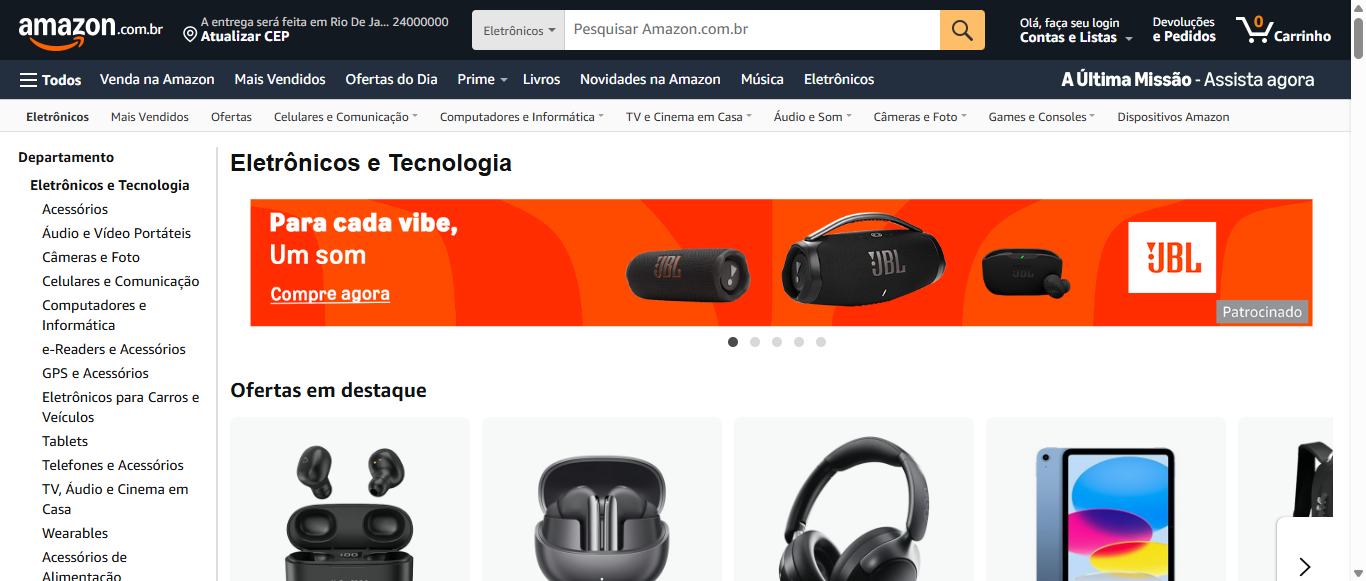 amazon.com.br
A entrega será feita em Rio De Ja... 24000000
Atualizar CEP
Eletrônicos
Pesquisar Amazon.com.br
Olá, faça seu login
Contas e Listas
Devoluções
e Pedidos
0
Carrinho
Todos
Venda na Amazon
Mais Vendidos
Ofertas do Dia
Prime
Livros
Novidades na Amazon
Música
Eletrônicos
A Última Missão - Assista agora
Eletrônicos
Mais Vendidos
Ofertas
Celulares e Comunicação
Computadores e Informática
TV e Cinema em Casa
Áudio e Som
Câmeras e Foto
Games e Consoles
Dispositivos Amazon
Departamento
Eletrônicos e Tecnologia
Acessórios
Áudio e Vídeo Portáteis
Câmeras e Foto
Celulares e Comunicação
Computadores e
Informática
e-Readers e Acessórios
GPS e Acessórios
Eletrônicos para Carros e
Veículos
Tablets
Telefones e Acessórios
TV, Áudio e Cinema em
Casa
Wearables
Acessórios de
Alimentação
Eletrônicos e Tecnologia
Para cada vibe,
Um som
Compre agora
JBL
JBL
JBL
JBL
Patrocinado
Ofertas em destaque
100